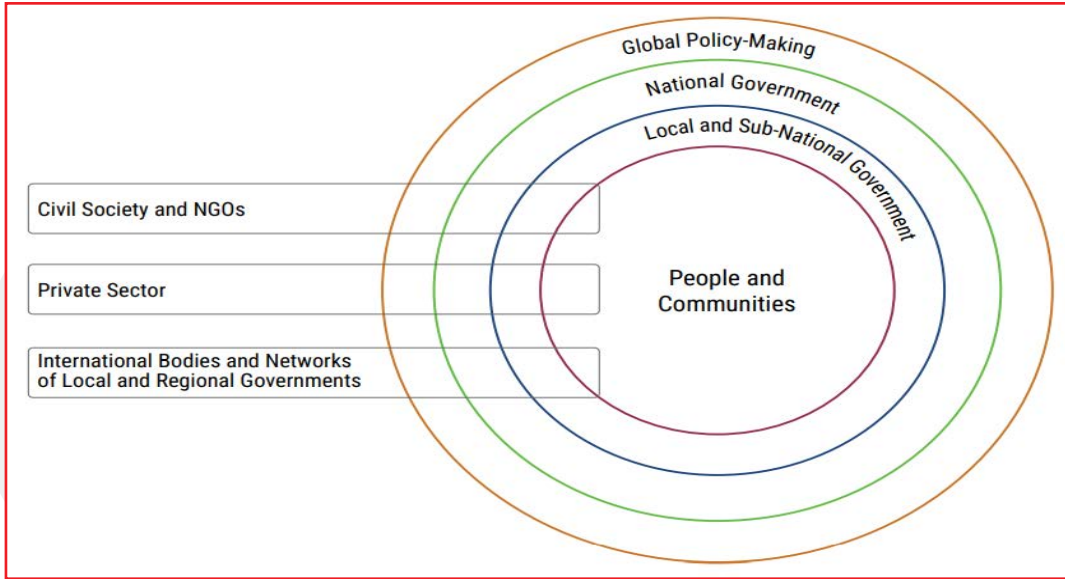 Global Policy-Making
National Government
Local and Sub-National Government
Civil Society and NGOs
Private Sector
International Bodies and Networks
of Local and Regional Governments
People and
Communities